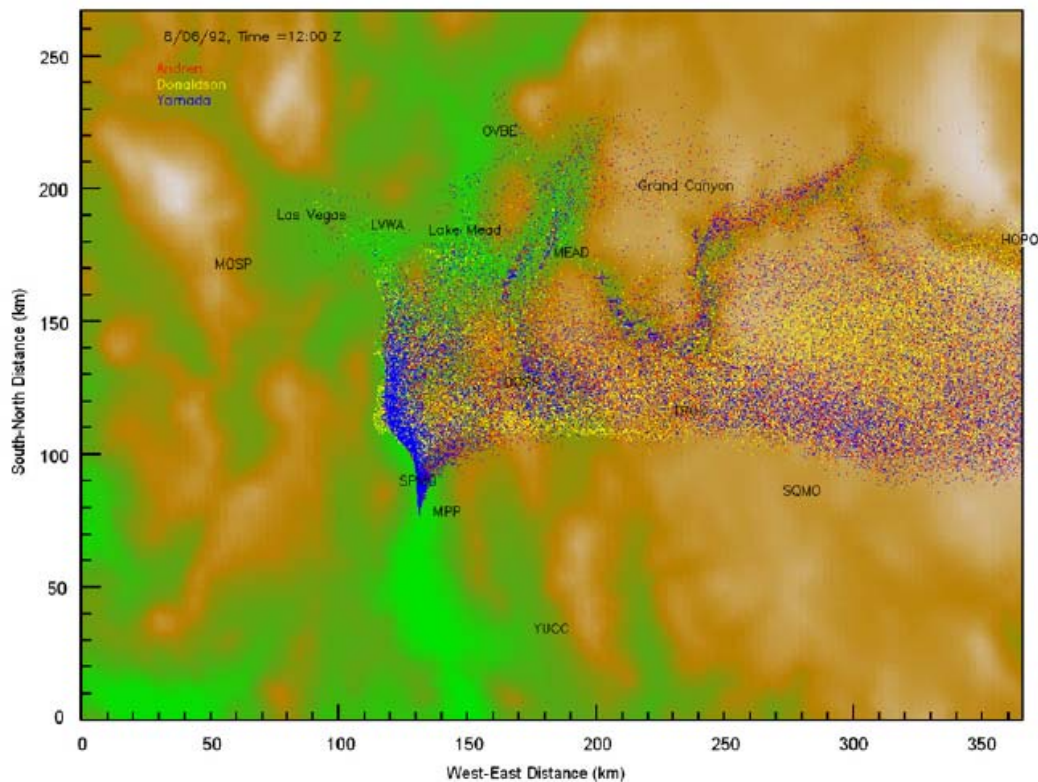 8/06/92, Time =12:00 Z
Andren
Donaldson
Yamada
OVBE
Grand Canyon
Las Vegas
LVWA
Lake Mead
MEAD
HOPO
MOSP
TRU
SQMO
MPP
YUCC
South-North Distance (km)
250
200
150
100
50
0
0 50 100 150 200 250 300 350
West-East Distance (km)